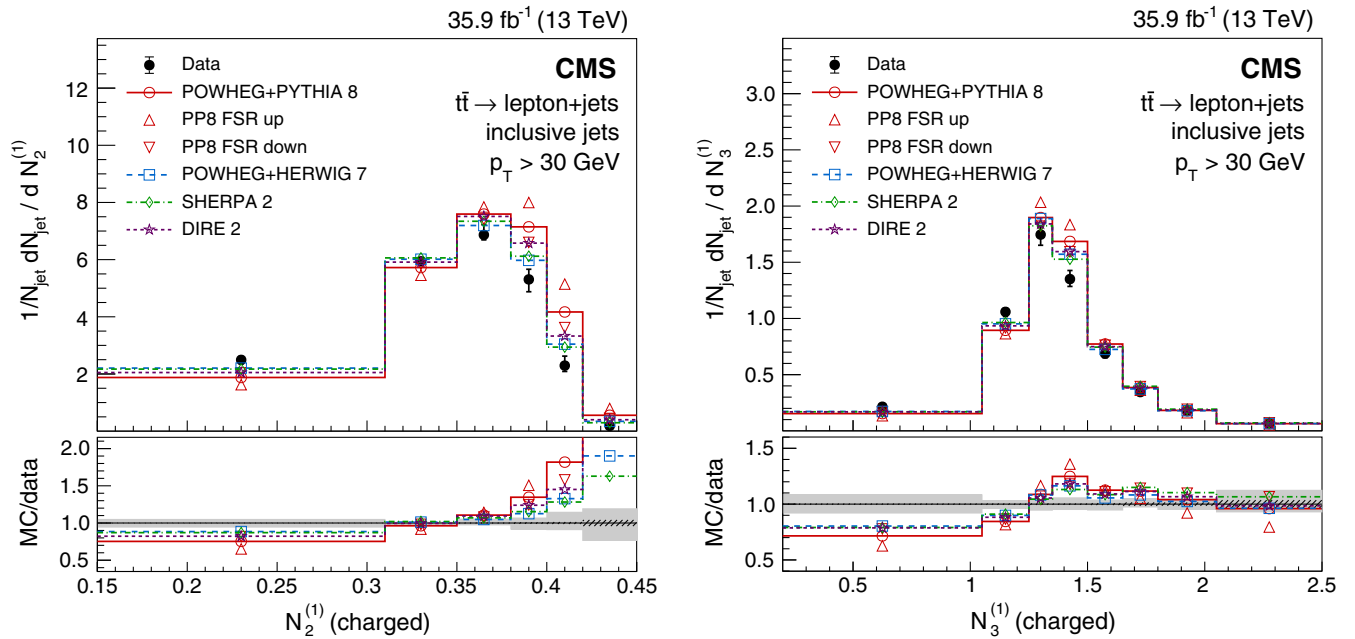 35.9 fb⁻¹ (13 TeV)
CMS
tt̄ → lepton+jets
inclusive jets
p_T > 30 GeV
Data
POWHEG+PYTHIA 8
PP8 FSR up
PP8 FSR down
POWHEG+HERWIG 7
SHERPA 2
DIRE 2
1/N_jet dN_jet / d N_2^(1)
12
10
8
6
4
2
MC/data
2.0
1.5
1.0
0.5
0.15 0.20 0.25 0.30 0.35 0.40 0.45
N_2^(1) (charged)
35.9 fb⁻¹ (13 TeV)
CMS
tt̄ → lepton+jets
inclusive jets
p_T > 30 GeV
Data
POWHEG+PYTHIA 8
PP8 FSR up
PP8 FSR down
POWHEG+HERWIG 7
SHERPA 2
DIRE 2
1/N_jet dN_jet / d N_3^(1)
3.0
2.5
2.0
1.5
1.0
0.5
MC/data
1.5
1.0
0.5
0.5 1 1.5 2 2.5
N_3^(1) (charged)